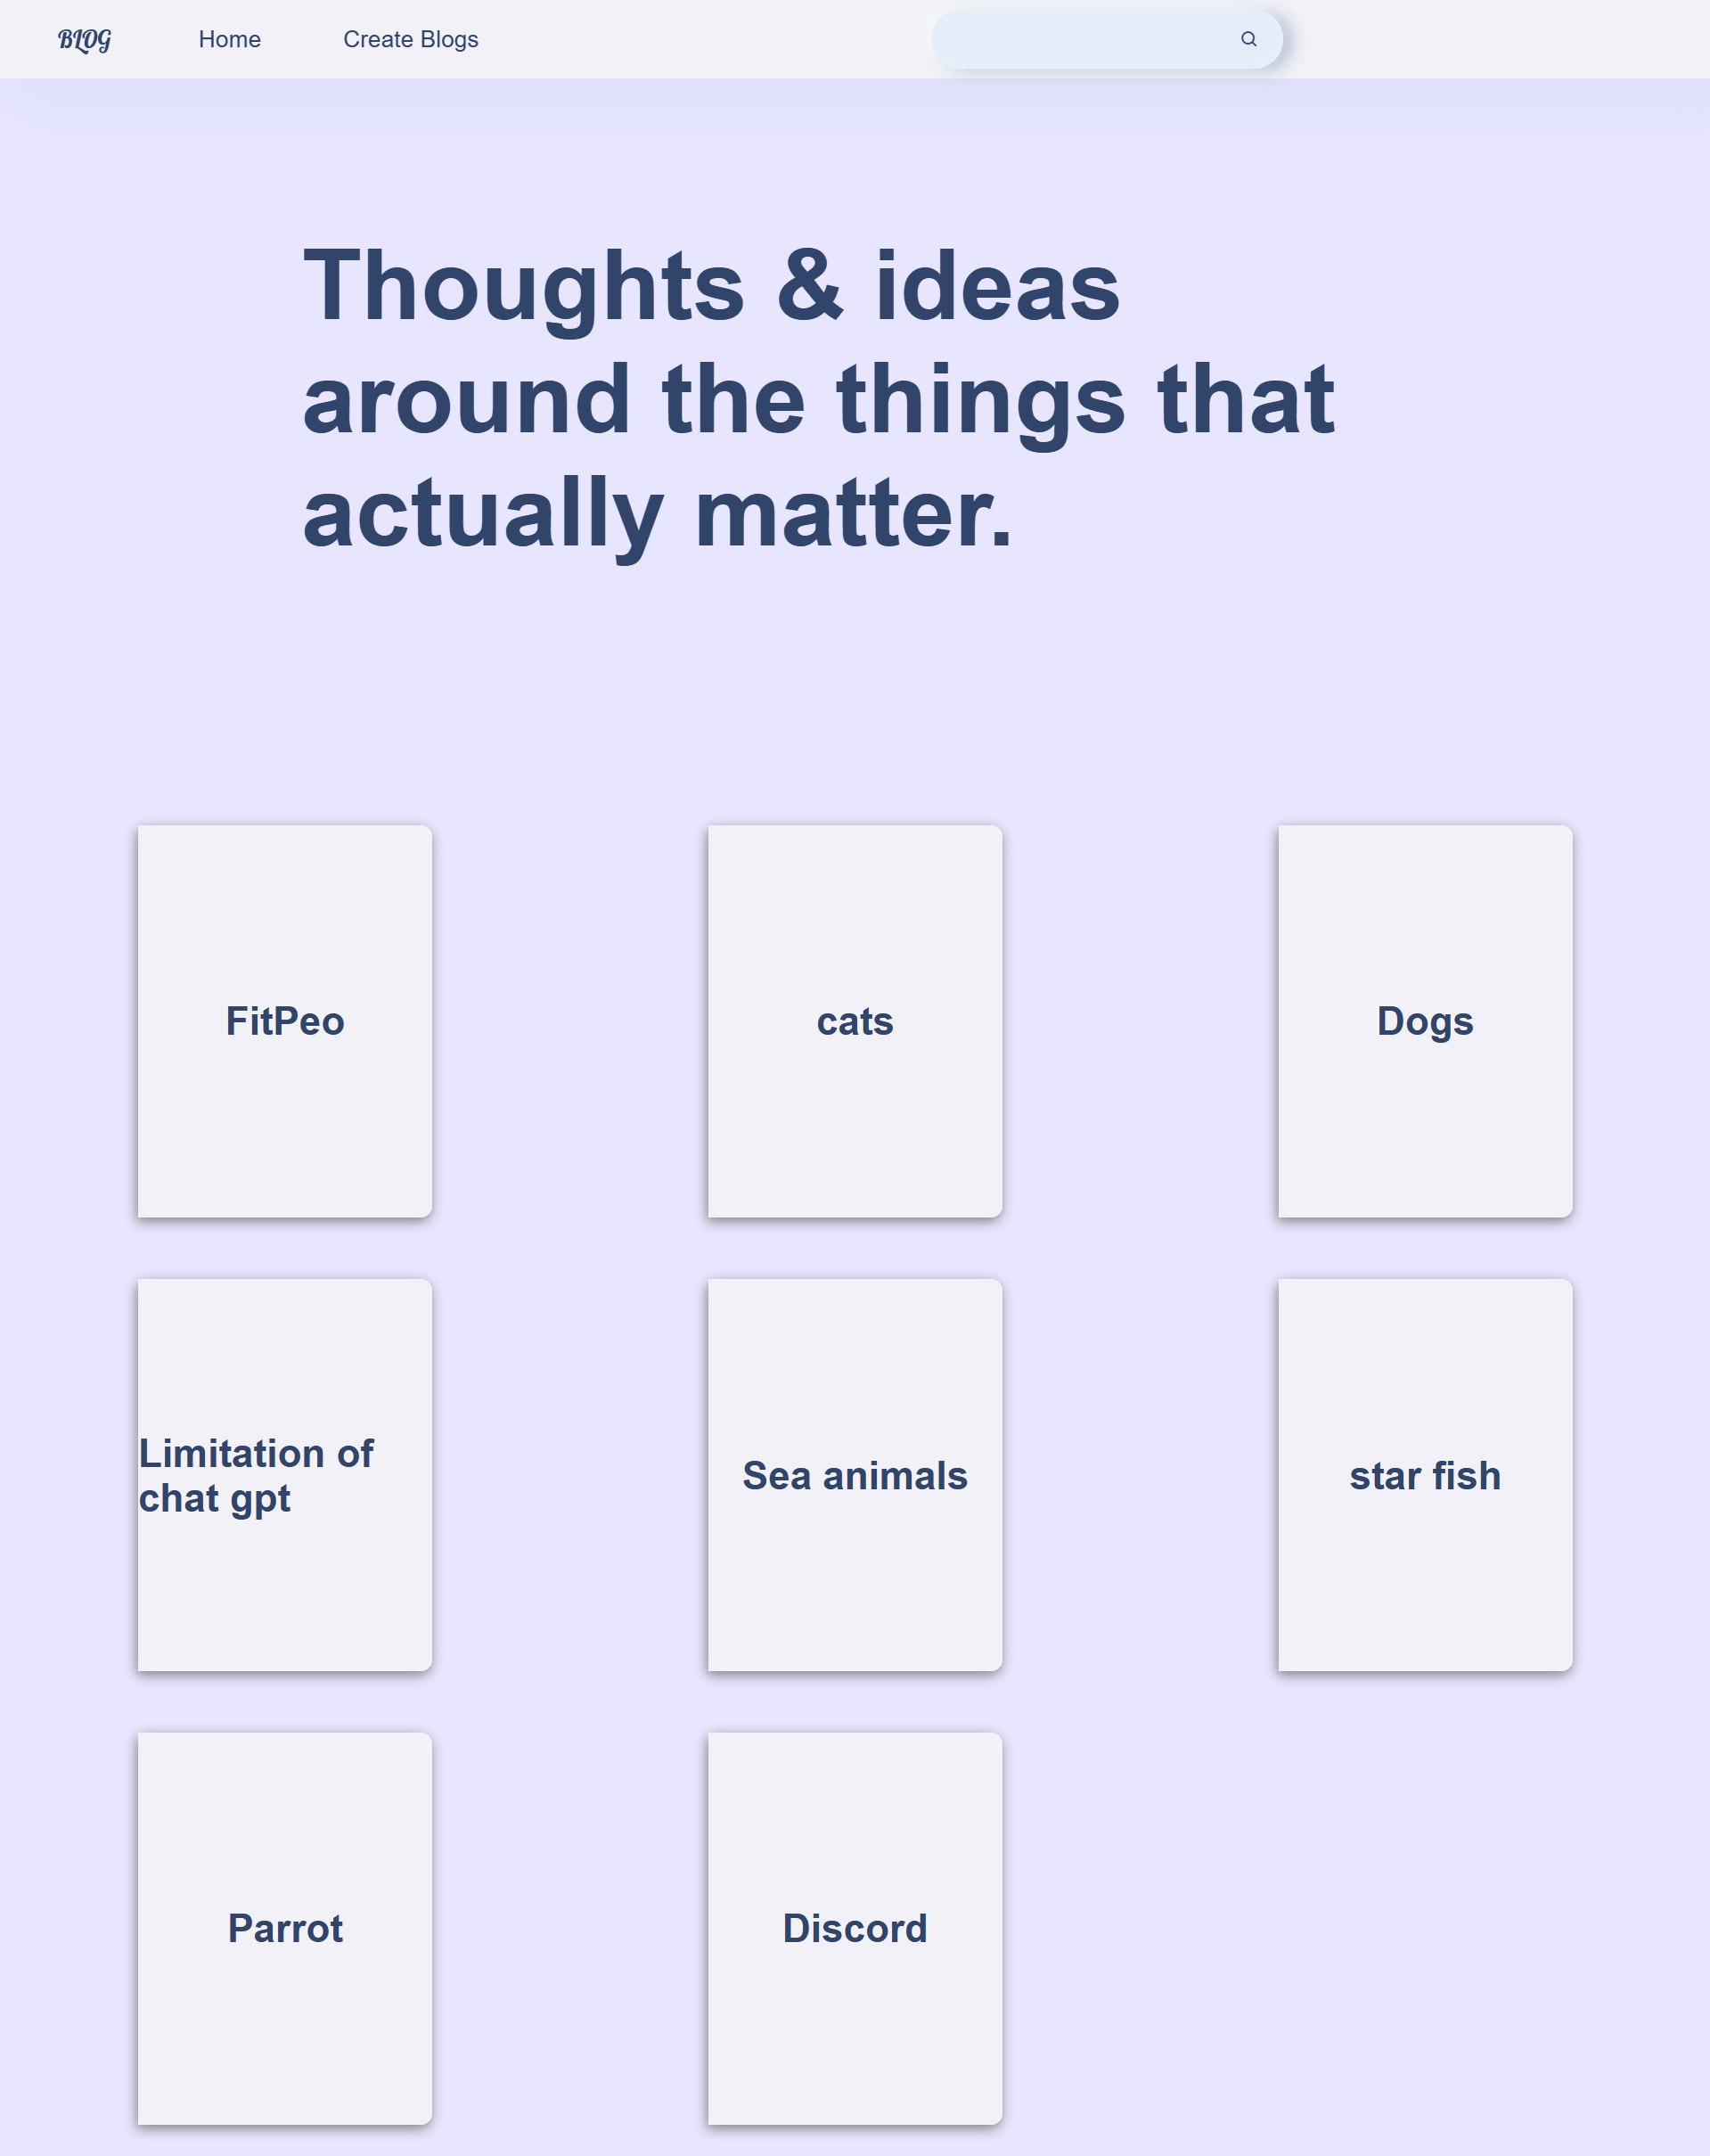 BLOG
Home
Create Blogs
Thoughts & ideas
around the things that
actually matter.
FitPeo
cats
Dogs
Limitation of
chat gpt
Sea animals
star fish
Parrot
Discord